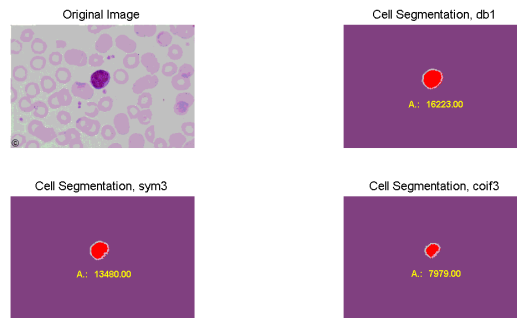 Original Image
Cell Segmentation, db1
©
A.: 16223.00
Cell Segmentation, sym3
Cell Segmentation, coif3
A.: 13480.00
A.: 7979.00